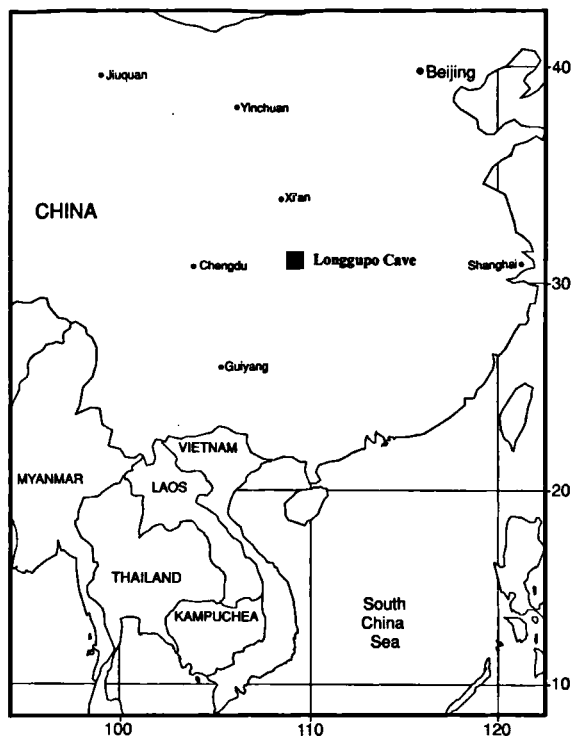 Jiuquan
Beijing
40
Yinchuan
Xi'an
CHINA
Chengdu
Longgupo Cave
Shanghai
30
Guiyang
VIETNAM
MYANMAR
LAOS
20
THAILAND
KAMPUCHEA
South
China
Sea
10
100
110
120